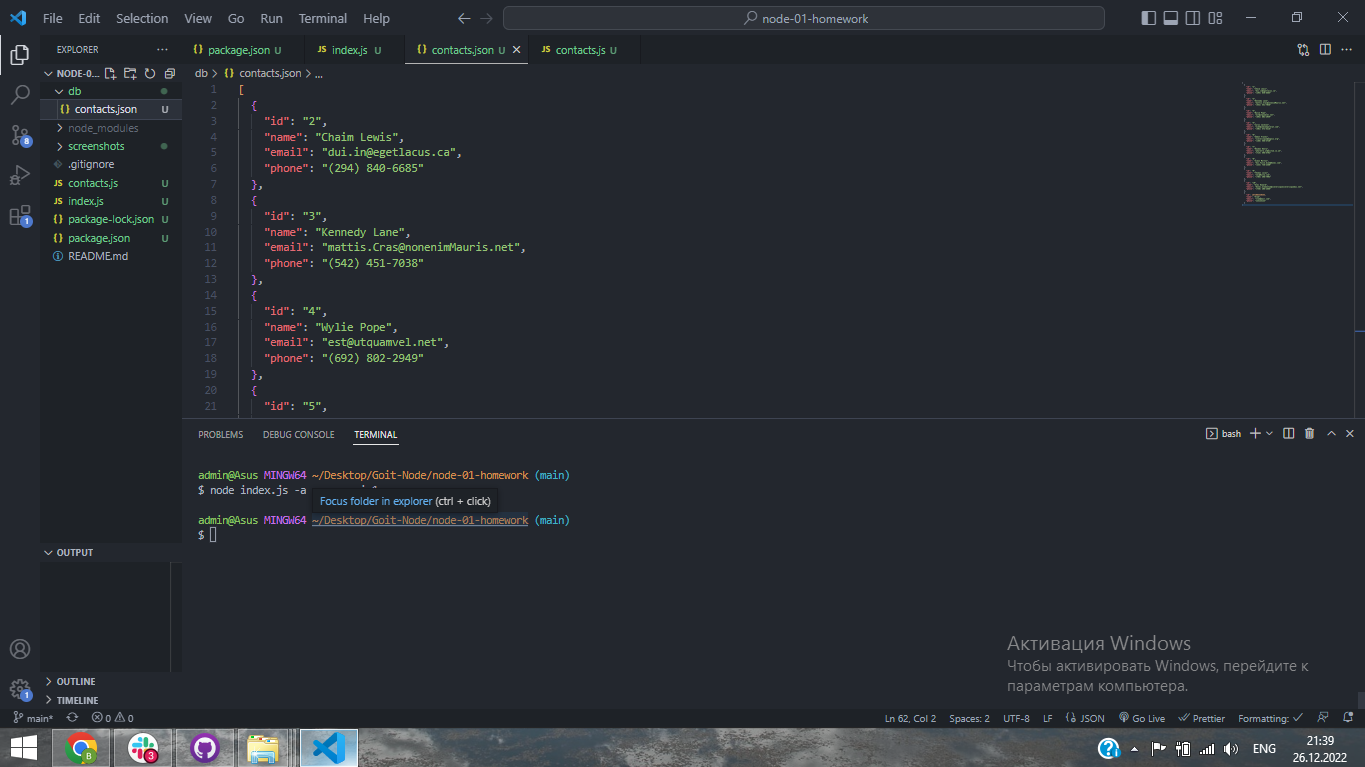 File Edit Selection View Go Run Terminal Help
node-01-homework
EXPLORER
package.json U
index.js U
contacts.json U
contacts.js U
NODE-0...
db > contacts.json > ...
db
contacts.json U
node_modules
screenshots
.gitignore
contacts.js U
index.js U
package-lock.json U
package.json U
README.md
8
1
1 [
2 {
3 "id": "2",
4 "name": "Chaim Lewis",
5 "email": "dui.in@egetlacus.ca",
6 "phone": "(294) 840-6685"
7 },
8 {
9 "id": "3",
10 "name": "Kennedy Lane",
11 "email": "mattis.Cras@nonenimMauris.net",
12 "phone": "(542) 451-7038"
13 },
14 {
15 "id": "4",
16 "name": "Wylie Pope",
17 "email": "est@utquamvel.net",
18 "phone": "(692) 802-2949"
19 },
20 {
21 "id": "5",
PROBLEMS DEBUG CONSOLE TERMINAL
bash
admin@Asus MINGW64 ~/Desktop/Goit-Node/node-01-homework (main)
$ node index.js -a
Focus folder in explorer (ctrl + click)
admin@Asus MINGW64 ~/Desktop/Goit-Node/node-01-homework (main)
$
OUTPUT
OUTLINE
TIMELINE
1
Активация Windows
Чтобы активировать Windows, перейдите к
параметрам компьютера.
main* 0 0
Ln 62, Col 2 Spaces: 2 UTF-8 LF JSON Go Live Prettier Formatting:
B
3
ENG
21:39
26.12.2022